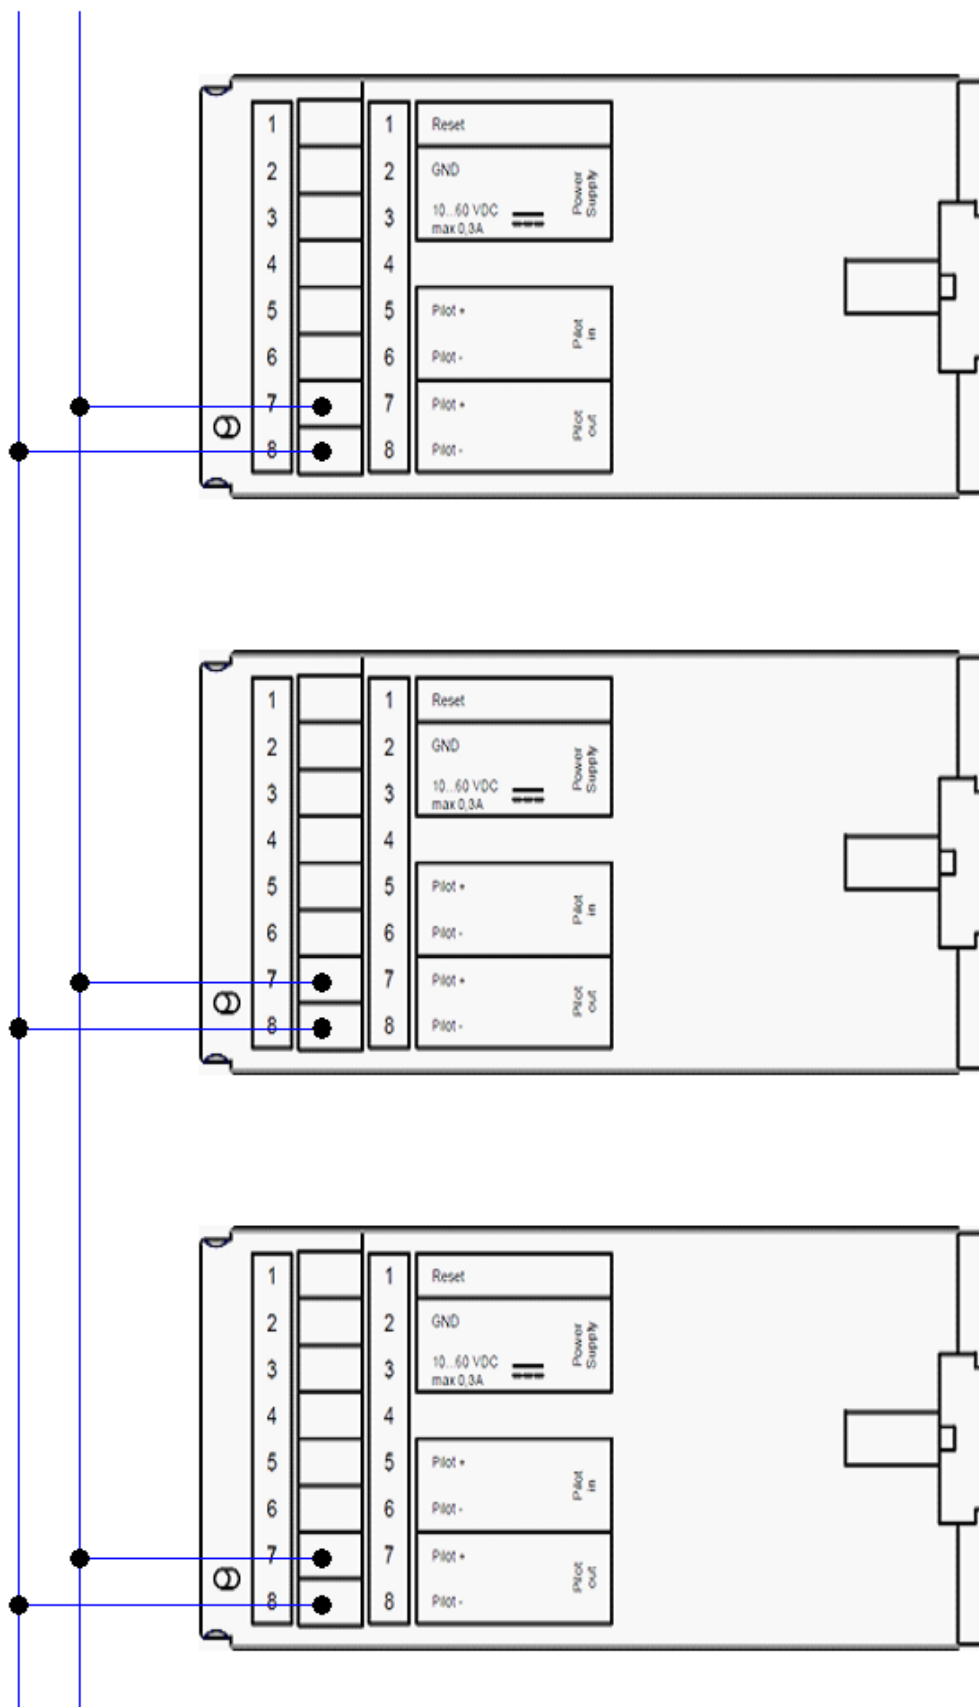 1 1 Reset
2 2 GND
3 3 10...60 VDC
max 0,3A
Power
Supply
4 4
5 5 Pilot +
6 6 Pilot -
Pilot
in
7 7 Pilot +
8 8 Pilot -
Pilot
out
1 1 Reset
2 2 GND
3 3 10...60 VDC
max 0,3A
Power
Supply
4 4
5 5 Pilot +
6 6 Pilot -
Pilot
in
7 7 Pilot +
8 8 Pilot -
Pilot
out
1 1 Reset
2 2 GND
3 3 10...60 VDC
max 0,3A
Power
Supply
4 4
5 5 Pilot +
6 6 Pilot -
Pilot
in
7 7 Pilot +
8 8 Pilot -
Pilot
out